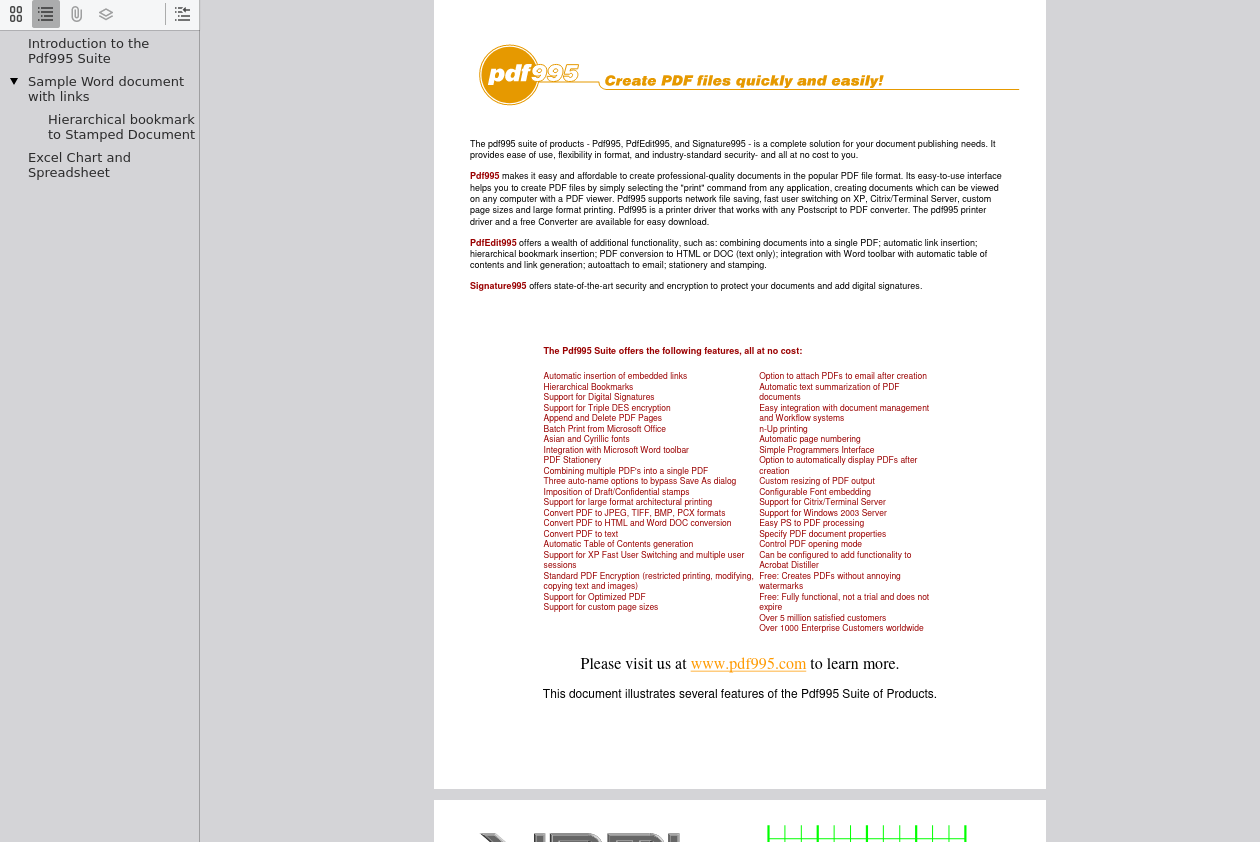 Introduction to the
Pdf995 Suite
Sample Word document
with links
Hierarchical bookmark
to Stamped Document
Excel Chart and
Spreadsheet
pdf995
Create PDF files quickly and easily!
The pdf995 suite of products - Pdf995, PdfEdit995, and Signature995 - is a complete solution for your document publishing needs. It
provides ease of use, flexibility in format, and industry-standard security- and all at no cost to you.
Pdf995 makes it easy and affordable to create professional-quality documents in the popular PDF file format. Its easy-to-use interface
helps you to create PDF files by simply selecting the "print" command from any application, creating documents which can be viewed
on any computer with a PDF viewer. Pdf995 supports network file saving, fast user switching on XP, Citrix/Terminal Server, custom
page sizes and large format printing. Pdf995 is a printer driver that works with any Postscript to PDF converter. The pdf995 printer
driver and a free Converter are available for easy download.
PdfEdit995 offers a wealth of additional functionality, such as: combining documents into a single PDF; automatic link insertion;
hierarchical bookmark insertion; PDF conversion to HTML or DOC (text only); integration with Word toolbar with automatic table of
contents and link generation; autoattach to email; stationery and stamping.
Signature995 offers state-of-the-art security and encryption to protect your documents and add digital signatures.
The Pdf995 Suite offers the following features, all at no cost:
Automatic insertion of embedded links
Hierarchical Bookmarks
Support for Digital Signatures
Support for Triple DES encryption
Append and Delete PDF Pages
Batch Print from Microsoft Office
Asian and Cyrillic fonts
Integration with Microsoft Word toolbar
PDF Stationery
Combining multiple PDF's into a single PDF
Three auto-name options to bypass Save As dialog
Imposition of Draft/Confidential stamps
Support for large format architectural printing
Convert PDF to JPEG, TIFF, BMP, PCX formats
Convert PDF to HTML and Word DOC conversion
Convert PDF to text
Automatic Table of Contents generation
Support for XP Fast User Switching and multiple user
sessions
Standard PDF Encryption (restricted printing, modifying,
copying text and images)
Support for Optimized PDF
Support for custom page sizes
Option to attach PDFs to email after creation
Automatic text summarization of PDF
documents
Easy integration with document management
and Workflow systems
n-Up printing
Automatic page numbering
Simple Programmers Interface
Option to automatically display PDFs after
creation
Custom resizing of PDF output
Configurable Font embedding
Support for Citrix/Terminal Server
Support for Windows 2003 Server
Easy PS to PDF processing
Specify PDF document properties
Control PDF opening mode
Can be configured to add functionality to
Acrobat Distiller
Free: Creates PDFs without annoying
watermarks
Free: Fully functional, not a trial and does not
expire
Over 5 million satisfied customers
Over 1000 Enterprise Customers worldwide
Please visit us at www.pdf995.com to learn more.
This document illustrates several features of the Pdf995 Suite of Products.